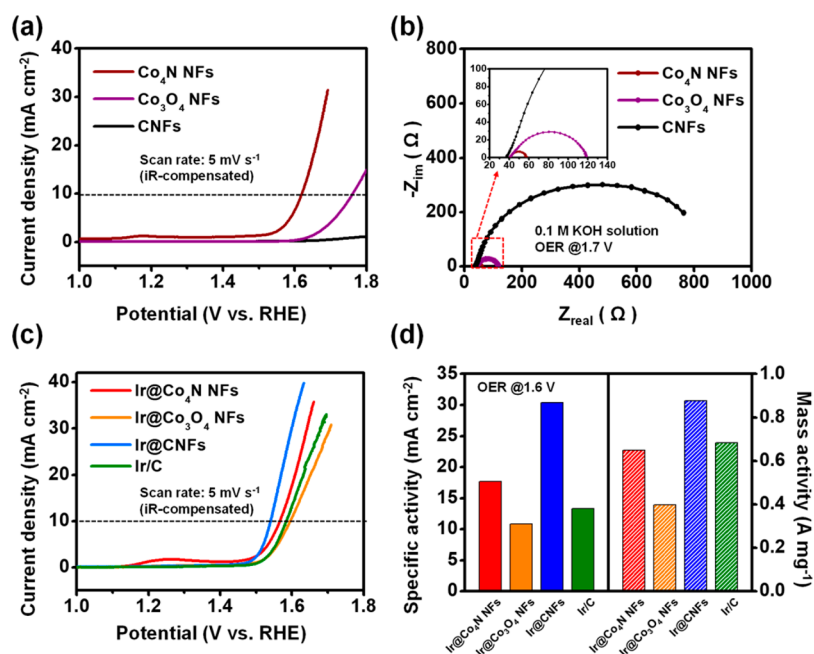 (a)
Current density (mA cm⁻²)
40
30
20
10
0
Co₄N NFs
Co₃O₄ NFs
CNFs
Scan rate: 5 mV s⁻¹
(iR-compensated)
1.0 1.2 1.4 1.6 1.8
Potential (V vs. RHE)
(b)
-Z_im ( Ω )
-800
600
400
200
0
100
80
60
40
20
0
20 40 60 80 100 120 140
Co₄N NFs
Co₃O₄ NFs
CNFs
0.1 M KOH solution
OER @1.7 V
0 200 400 600 800 1000
Z_real ( Ω )
(c)
Current density (mA cm⁻²)
40
30
20
10
0
Ir@Co₄N NFs
Ir@Co₃O₄ NFs
Ir@CNFs
Ir/C
Scan rate: 5 mV s⁻¹
(iR-compensated)
1.0 1.2 1.4 1.6 1.8
Potential (V vs. RHE)
(d)
Specific activity (mA cm⁻²)
35
30
25
20
15
10
5
0
OER @1.6 V
Ir@Co₄N NFs
Ir@Co₃O₄ NFs
Ir@CNFs
Ir/C
Ir@Co₄N NFs
Ir@Co₃O₄ NFs
Ir@CNFs
Ir/C
1.0
0.8
0.6
0.4
0.2
0.0
Mass activity (A mg⁻¹)